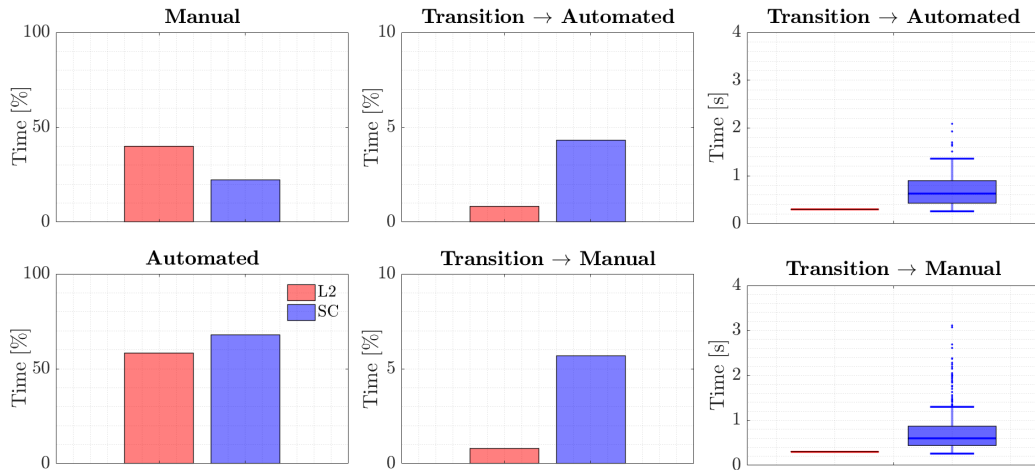 Manual
100
50
0
Time [%]
Transition → Automated
10
5
0
Time [%]
Transition → Automated
4
3
2
1
0
Time [s]
Automated
100
50
0
Time [%]
L2
SC
Transition → Manual
10
5
0
Time [%]
Transition → Manual
4
3
2
1
0
Time [s]